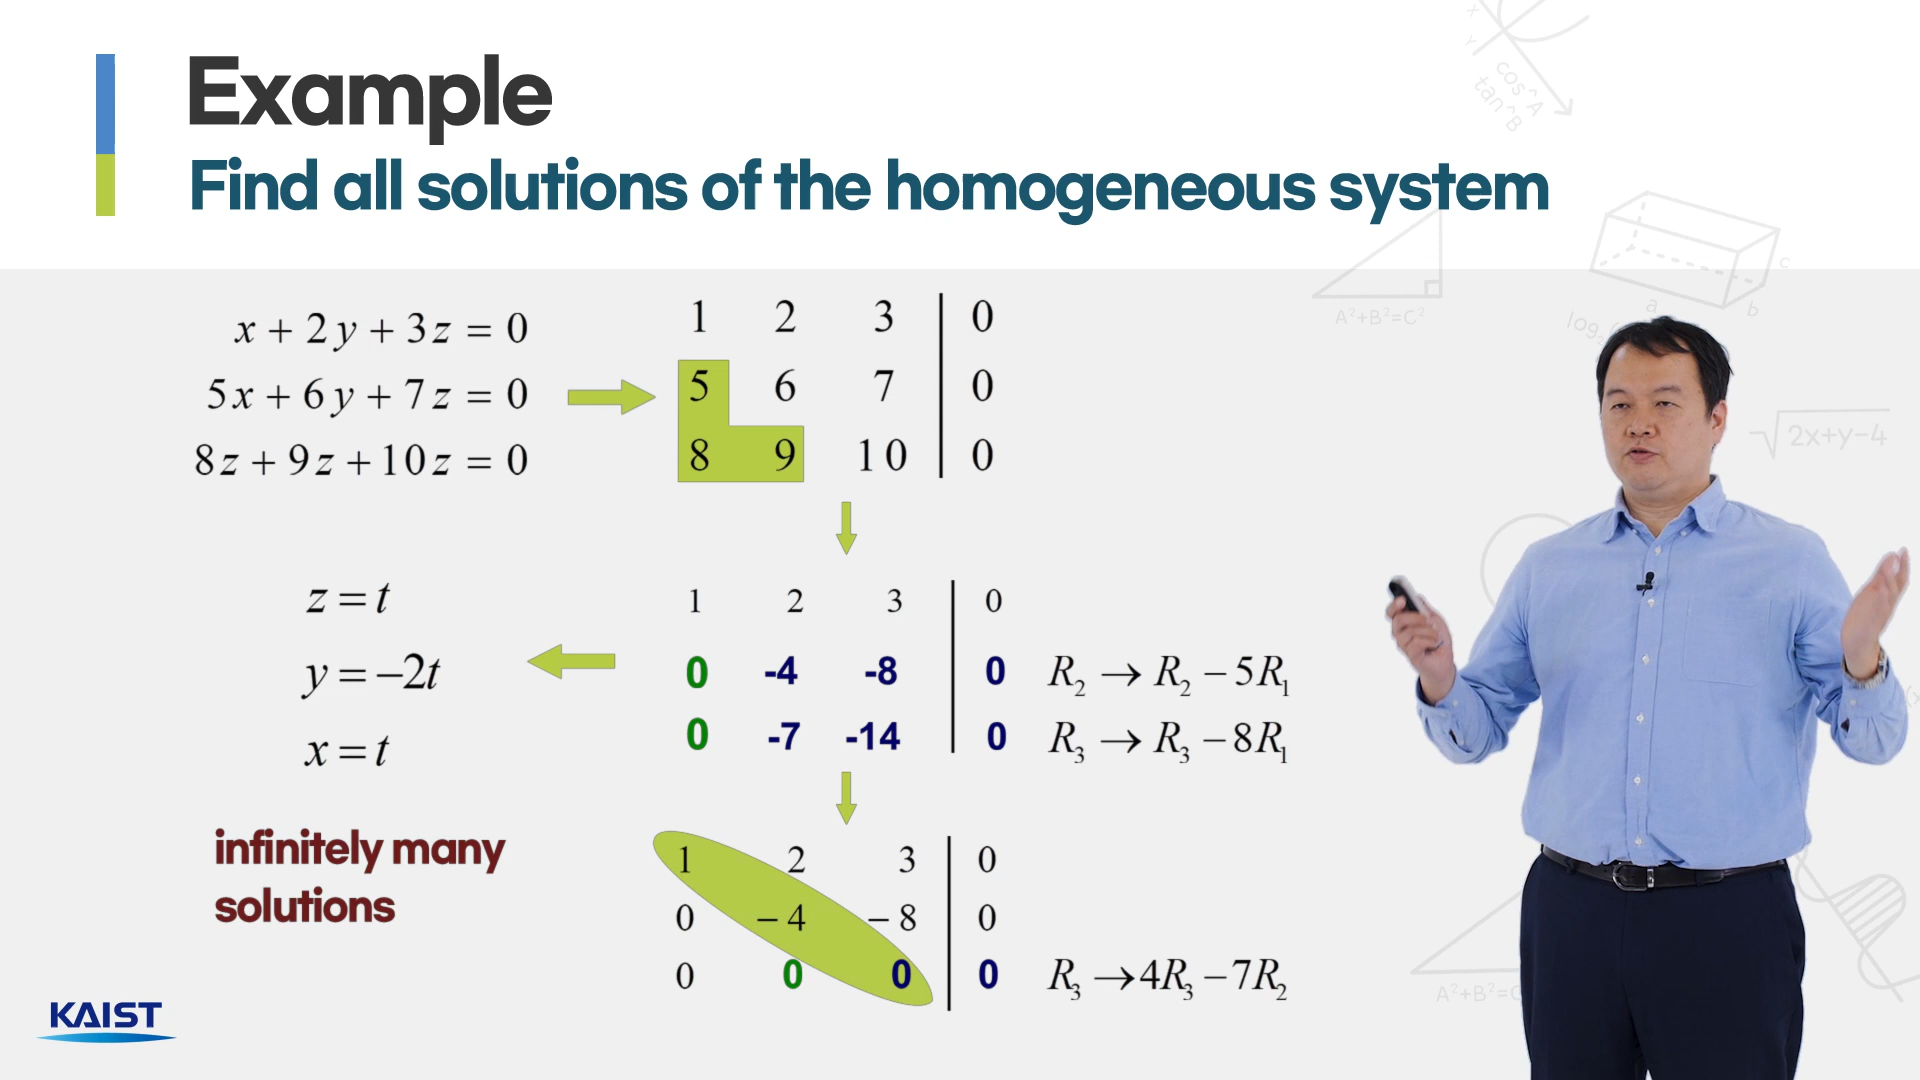 Example
Find all solutions of the homogeneous system
x + 2y + 3z = 0
5x + 6y + 7z = 0
8z + 9z + 10z = 0
1 2 3 | 0
5 6 7 | 0
8 9 10 | 0
1 2 3 | 0
0 -4 -8 | 0 R₂ → R₂ − 5R₁
0 -7 -14 | 0 R₃ → R₃ − 8R₁
z = t
y = −2t
x = t
infinitely many
solutions
1 2 3 | 0
0 −4 −8 | 0
0 0 0 | 0 R₃ → 4R₃ − 7R₂
KAIST
X
Y
cos^A
tan^B
A²+B²=C²
a
b
c
log
√2x+y−4
A²+B²=C